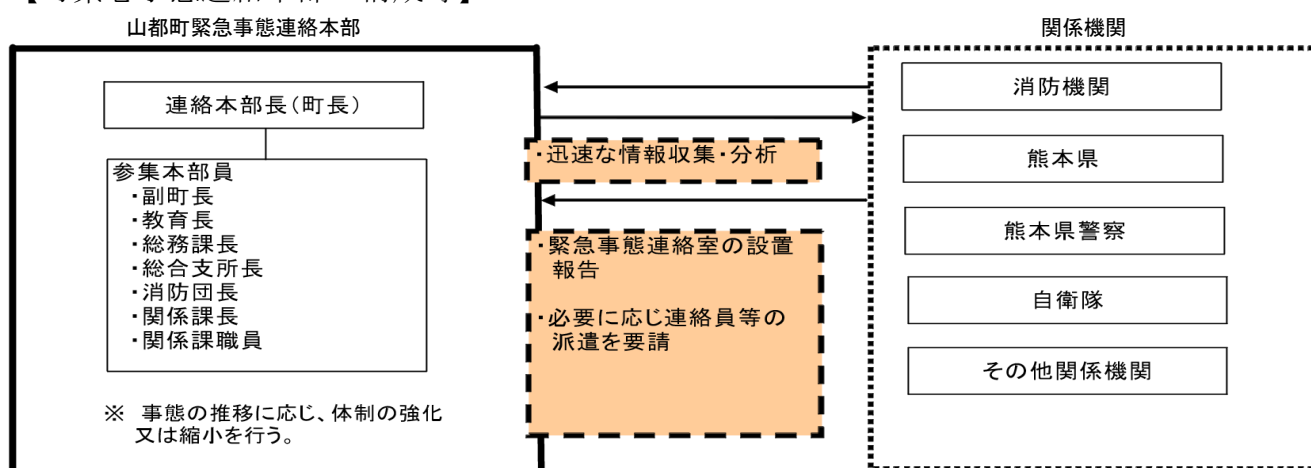 山都町緊急事態連絡本部
連絡本部長（町長）
参集本部員
・副町長
・教育長
・総務課長
・総合支所長
・消防団長
・関係課長
・関係課職員
※ 事態の推移に応じ、体制の強化
又は縮小を行う。
・迅速な情報収集・分析
・緊急事態連絡室の設置
報告
・必要に応じ連絡員等の
派遣を要請
関係機関
消防機関
熊本県
熊本県警察
自衛隊
その他関係機関